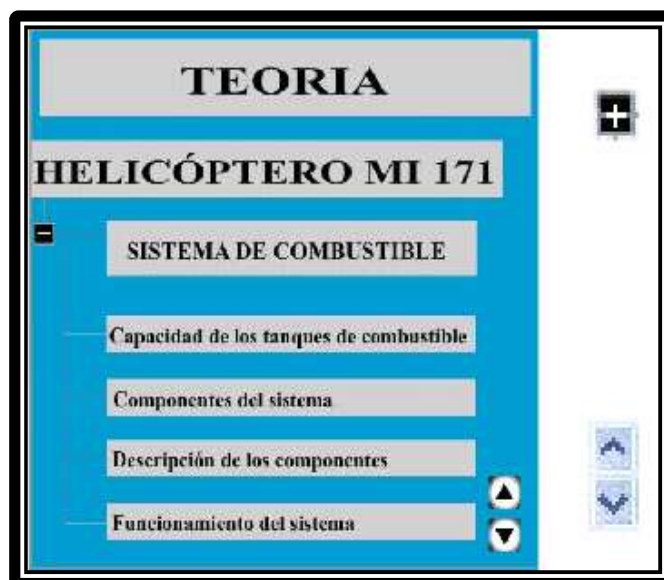 TEORIA
HELICÓPTERO MI 171
SISTEMA DE COMBUSTIBLE
Capacidad de los tanques de combustible
Componentes del sistema
Descripción de los componentes
Funcionamiento del sistema